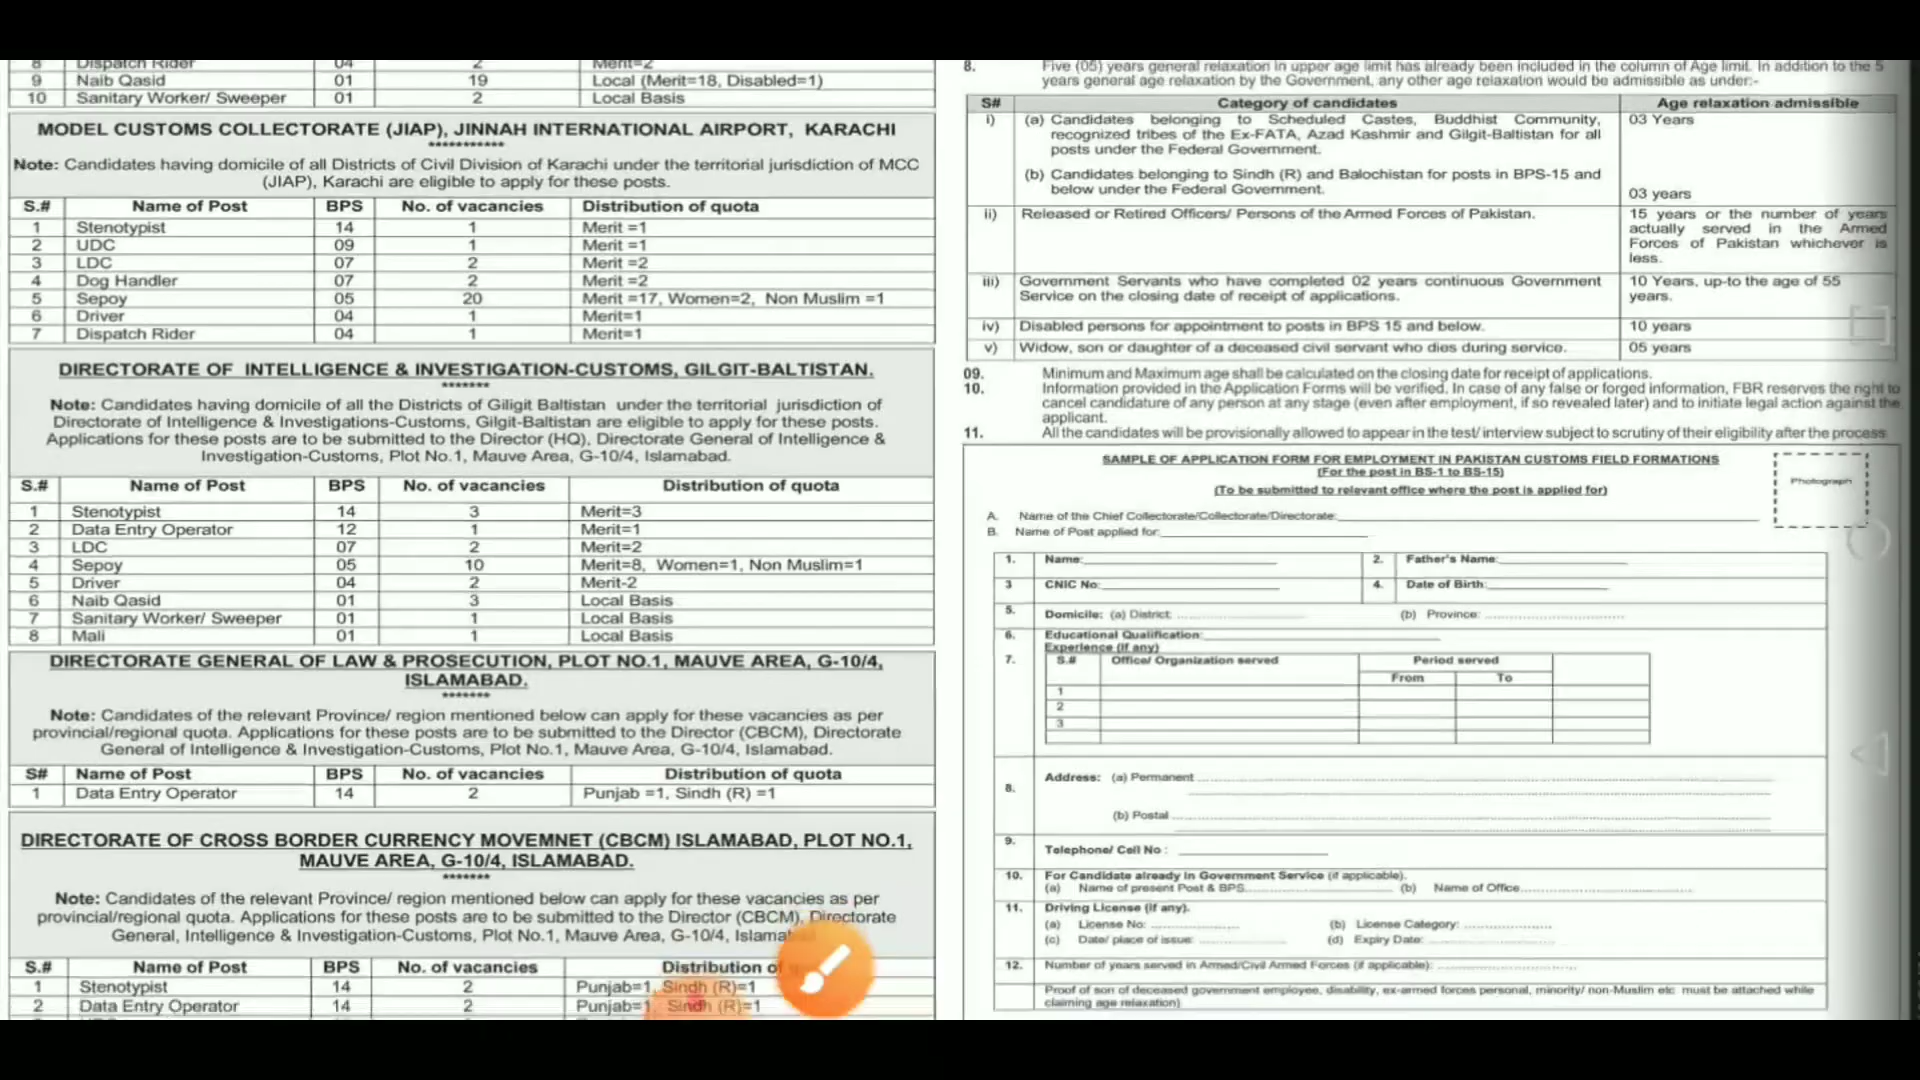 8 Dispatch Rider 04 2 Merit=2
9 Naib Qasid 01 19 Local (Merit=18, Disabled=1)
10 Sanitary Worker/ Sweeper 01 2 Local Basis
MODEL CUSTOMS COLLECTORATE (JIAP), JINNAH INTERNATIONAL AIRPORT, KARACHI
***********
Note: Candidates having domicile of all Districts of Civil Division of Karachi under the territorial jurisdiction of MCC
(JIAP), Karachi are eligible to apply for these posts.
S.# Name of Post BPS No. of vacancies Distribution of quota
1 Stenotypist 14 1 Merit =1
2 UDC 09 1 Merit =1
3 LDC 07 2 Merit =2
4 Dog Handler 07 2 Merit =2
5 Sepoy 05 20 Merit =17, Women=2, Non Muslim =1
6 Driver 04 1 Merit=1
7 Dispatch Rider 04 1 Merit=1
DIRECTORATE OF INTELLIGENCE & INVESTIGATION-CUSTOMS, GILGIT-BALTISTAN.
*******
Note: Candidates having domicile of all the Districts of Giligit Baltistan under the territorial jurisdiction of
Directorate of Intelligence & Investigations-Customs, Gilgit-Baltistan are eligible to apply for these posts.
Applications for these posts are to be submitted to the Director (HQ), Directorate General of Intelligence &
Investigation-Customs, Plot No.1, Mauve Area, G-10/4, Islamabad.
S.# Name of Post BPS No. of vacancies Distribution of quota
1 Stenotypist 14 3 Merit=3
2 Data Entry Operator 12 1 Merit=1
3 LDC 07 2 Merit=2
4 Sepoy 05 10 Merit=8, Women=1, Non Muslim=1
5 Driver 04 2 Merit-2
6 Naib Qasid 01 3 Local Basis
7 Sanitary Worker/ Sweeper 01 1 Local Basis
8 Mali 01 1 Local Basis
DIRECTORATE GENERAL OF LAW & PROSECUTION, PLOT NO.1, MAUVE AREA, G-10/4,
ISLAMABAD.
*******
Note: Candidates of the relevant Province/ region mentioned below can apply for these vacancies as per
provincial/regional quota. Applications for these posts are to be submitted to the Director (CBCM), Directorate
General of Intelligence & Investigation-Customs, Plot No.1, Mauve Area, G-10/4, Islamabad.
S# Name of Post BPS No. of vacancies Distribution of quota
1 Data Entry Operator 14 2 Punjab =1, Sindh (R) =1
DIRECTORATE OF CROSS BORDER CURRENCY MOVEMNET (CBCM) ISLAMABAD, PLOT NO.1,
MAUVE AREA, G-10/4, ISLAMABAD.
*******
Note: Candidates of the relevant Province/ region mentioned below can apply for these vacancies as per
provincial/regional quota. Applications for these posts are to be submitted to the Director (CBCM), Directorate
General, Intelligence & Investigation-Customs, Plot No.1, Mauve Area, G-10/4,
S.# Name of Post BPS No. of vacancies Distribution
1 Stenotypist 14 2 Punjab=1, Sindh (R)=1
2 Data Entry Operator 14 2 Punjab=1, Sindh (R)=1
8. Five (05) years general relaxation in upper age limit has already been included in the column of Age limit. In addition to the 5
years general age relaxation by the Government, any other age relaxation would be admissible as under:-
S# Category of candidates Age relaxation admissible
i) (a) Candidates belonging to Scheduled Castes, Buddhist Community, 03 Years
recognized tribes of the Ex-FATA, Azad Kashmir and Gilgit-Baltistan for all
posts under the Federal Government.
(b) Candidates belonging to Sindh (R) and Balochistan for posts in BPS-15 and
below under the Federal Government. 03 years
ii) Released or Retired Officers/ Persons of the Armed Forces of Pakistan. 15 years or the number of years
actually served in the Armed
Forces of Pakistan whichever is
less.
iii) Government Servants who have completed 02 years continuous Government 10 Years, up-to the age of 55
Service on the closing date of receipt of applications. years.
iv) Disabled persons for appointment to posts in BPS 15 and below. 10 years
v) Widow, son or daughter of a deceased civil servant who dies during service. 05 years
09. Minimum and Maximum age shall be calculated on the closing date for receipt of applications.
10. Information provided in the Application Forms will be verified. In case of any false or forged information, FBR reserves the right to
cancel candidature of any person at any stage (even after employment, if so revealed later) and to initiate legal action against the
applicant.
11. All the candidates will be provisionally allowed to appear in the test/ interview subject to scrutiny of their eligibility after the process
SAMPLE OF APPLICATION FORM FOR EMPLOYMENT IN PAKISTAN CUSTOMS FIELD FORMATIONS
(For the post in BS-1 to BS-15)
(To be submitted to relevant office where the post is applied for)
Photograph
A. Name of the Chief Collectorate/Collectorate/Directorate:
B. Name of Post applied for:
1. Name: 2. Father's Name:
3 CNIC No: 4. Date of Birth:
5. Domicile: (a) District: (b) Province:
6. Educational Qualification:
7. Experience (If any)
S.# Office/ Organization served Period served
From To
1
2
3
8. Address: (a) Permanent
(b) Postal
9. Telephone/ Cell No :
10. For Candidate already in Government Service (if applicable).
(a) Name of present Post & BPS (b) Name of Office
11. Driving License (if any).
(a) License No: (b) License Category:
(c) Date/ place of issue: (d) Expiry Date:
12. Number of years served in Armed/Civil Armed Forces (if applicable):
Proof of son of deceased government employee, disability, ex-armed forces personal, minority/ non-Muslim etc must be attached while
claiming age relaxation)